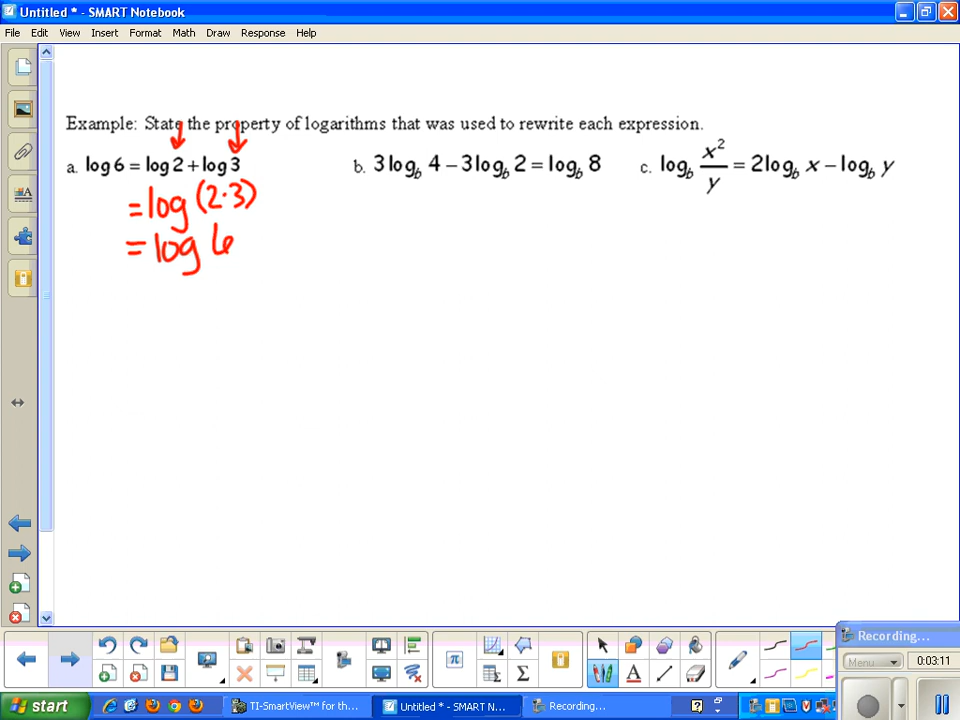 Untitled * - SMART Notebook
File Edit View Insert Format Math Draw Response Help
Example: State the property of logarithms that was used to rewrite each expression.
a. log 6 = log 2 + log 3
= log (2·3)
= log 6
b. 3 log_b 4 − 3 log_b 2 = log_b 8
c. log_b x²/y = 2 log_b x − log_b y
Recording...
Menu
0:03:11
start
TI-SmartView™ for th...
Untitled * - SMART N...
Recording...